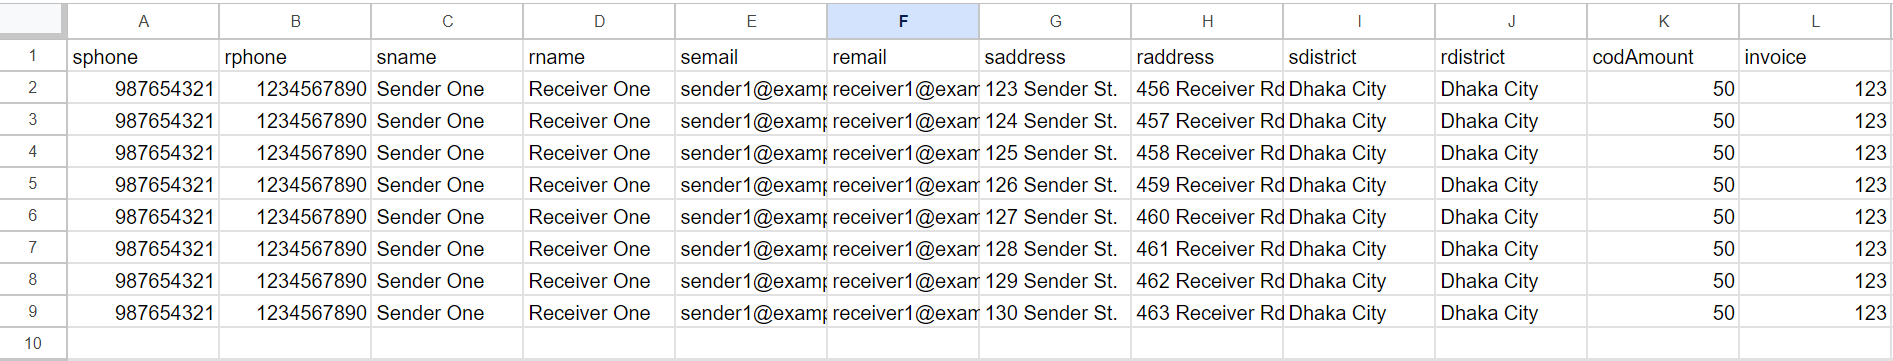 A B C D E F G H I J K L
1 sphone rphone sname rname semail remail saddress raddress sdistrict rdistrict codAmount invoice
2 987654321 1234567890 Sender One Receiver One sender1@examp receiver1@exam 123 Sender St. 456 Receiver Rd Dhaka City Dhaka City 50 123
3 987654321 1234567890 Sender One Receiver One sender1@examp receiver1@exam 124 Sender St. 457 Receiver Rd Dhaka City Dhaka City 50 123
4 987654321 1234567890 Sender One Receiver One sender1@examp receiver1@exam 125 Sender St. 458 Receiver Rd Dhaka City Dhaka City 50 123
5 987654321 1234567890 Sender One Receiver One sender1@examp receiver1@exam 126 Sender St. 459 Receiver Rd Dhaka City Dhaka City 50 123
6 987654321 1234567890 Sender One Receiver One sender1@examp receiver1@exam 127 Sender St. 460 Receiver Rd Dhaka City Dhaka City 50 123
7 987654321 1234567890 Sender One Receiver One sender1@examp receiver1@exam 128 Sender St. 461 Receiver Rd Dhaka City Dhaka City 50 123
8 987654321 1234567890 Sender One Receiver One sender1@examp receiver1@exam 129 Sender St. 462 Receiver Rd Dhaka City Dhaka City 50 123
9 987654321 1234567890 Sender One Receiver One sender1@examp receiver1@exam 130 Sender St. 463 Receiver Rd Dhaka City Dhaka City 50 123
10